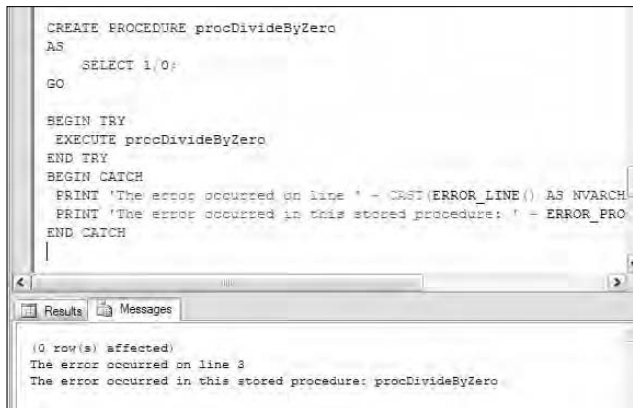 CREATE PROCEDURE procDivideByZero
AS
SELECT 1/0;
GO
BEGIN TRY
EXECUTE procDivideByZero
END TRY
BEGIN CATCH
PRINT 'The error occurred on line ' + CAST(ERROR_LINE() AS NVARCH
PRINT 'The error occurred in this stored procedure: ' + ERROR_PRO
END CATCH
Results Messages
(0 row(s) affected)
The error occurred on line 3
The error occurred in this stored procedure: procDivideByZero